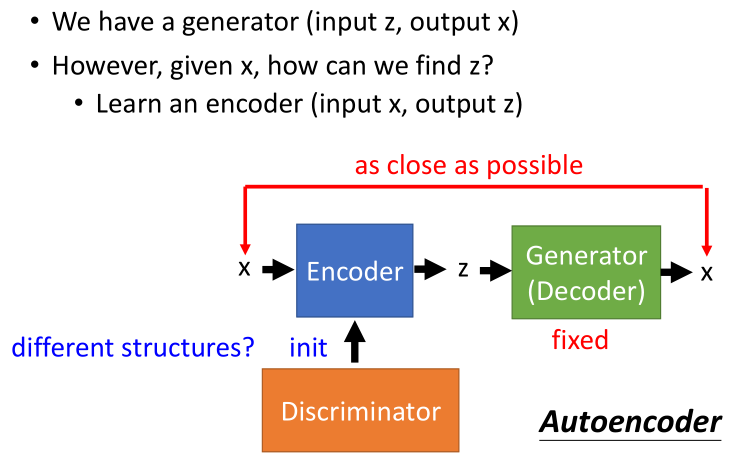 • We have a generator (input z, output x)
• However, given x, how can we find z?
• Learn an encoder (input x, output z)
as close as possible
x
Encoder
z
Generator
(Decoder)
x
different structures?
init
fixed
Discriminator
Autoencoder